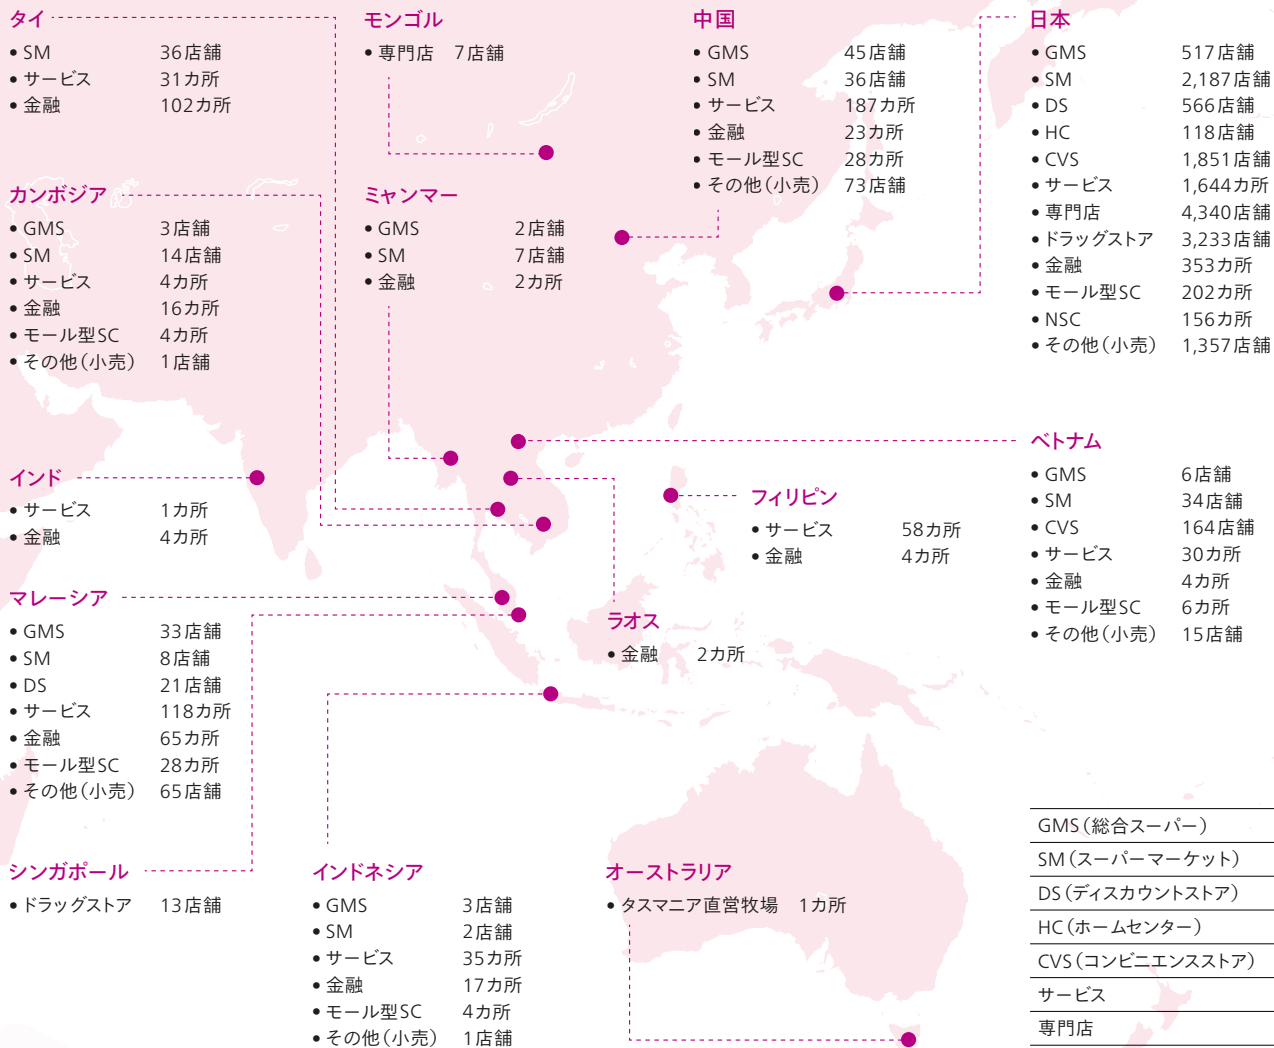 タイ
• SM 36店舗
• サービス 31カ所
• 金融 102カ所
モンゴル
• 専門店 7店舗
中国
• GMS 45店舗
• SM 36店舗
• サービス 187カ所
• 金融 23カ所
• モール型SC 28カ所
• その他(小売) 73店舗
日本
• GMS 517店舗
• SM 2,187店舗
• DS 566店舗
• HC 118店舗
• CVS 1,851店舗
• サービス 1,644カ所
• 専門店 4,340店舗
• ドラッグストア 3,233店舗
• 金融 353カ所
• モール型SC 202カ所
• NSC 156カ所
• その他(小売) 1,357店舗
カンボジア
• GMS 3店舗
• SM 14店舗
• サービス 4カ所
• 金融 16カ所
• モール型SC 4カ所
• その他(小売) 1店舗
ミャンマー
• GMS 2店舗
• SM 7店舗
• 金融 2カ所
インド
• サービス 1カ所
• 金融 4カ所
フィリピン
• サービス 58カ所
• 金融 4カ所
ベトナム
• GMS 6店舗
• SM 34店舗
• CVS 164店舗
• サービス 30カ所
• 金融 4カ所
• モール型SC 6カ所
• その他(小売) 15店舗
マレーシア
• GMS 33店舗
• SM 8店舗
• DS 21店舗
• サービス 118カ所
• 金融 65カ所
• モール型SC 28カ所
• その他(小売) 65店舗
ラオス
• 金融 2カ所
シンガポール
• ドラッグストア 13店舗
インドネシア
• GMS 3店舗
• SM 2店舗
• サービス 35カ所
• 金融 17カ所
• モール型SC 4カ所
• その他(小売) 1店舗
オーストラリア
• タスマニア直営牧場 1カ所
GMS(総合スーパー)
SM(スーパーマーケット)
DS(ディスカウントストア)
HC(ホームセンター)
CVS(コンビニエンスストア)
サービス
専門店